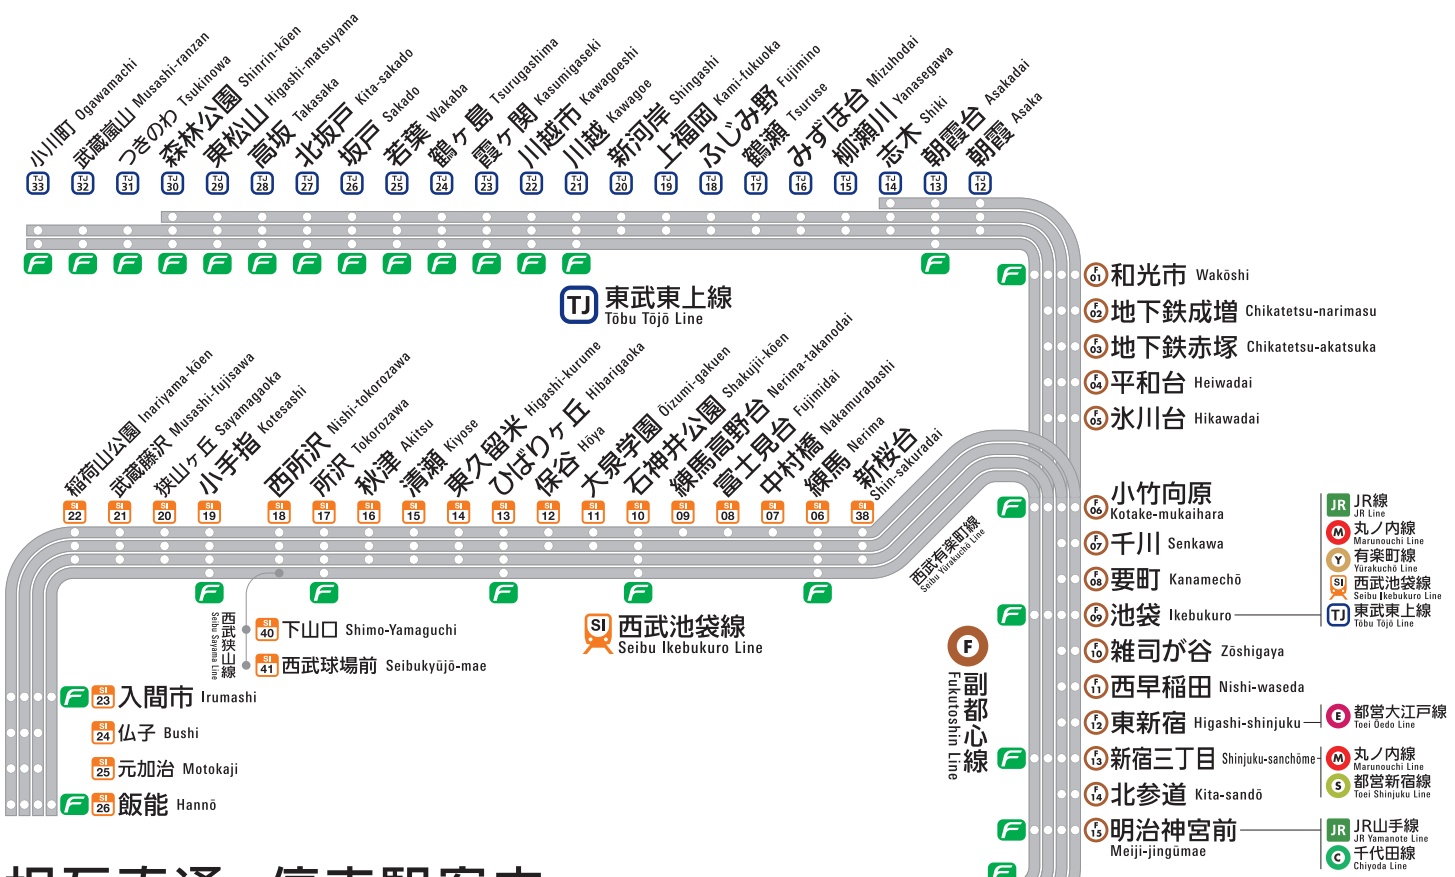 小川町 Ogawamachi
武蔵嵐山 Musashi-ranzan
つきのわ Tsukinowa
森林公園 Shinrin-kōen
東松山 Higashi-matsuyama
高坂 Takasaka
北坂戸 Kita-sakado
坂戸 Sakado
若葉 Wakaba
鶴ヶ島 Tsurugashima
霞ヶ関 Kasumigaseki
川越市 Kawagoeshi
川越 Kawagoe
新河岸 Shingashi
上福岡 Kami-fukuoka
ふじみ野 Fujimino
鶴瀬 Tsuruse
みずほ台 Mizuhodai
柳瀬川 Yanasegawa
志木 Shiki
朝霞台 Asakadai
朝霞 Asaka
TJ 33
TJ 32
TJ 31
TJ 30
TJ 29
TJ 28
TJ 27
TJ 26
TJ 25
TJ 24
TJ 23
TJ 22
TJ 21
TJ 20
TJ 19
TJ 18
TJ 17
TJ 16
TJ 15
TJ 14
TJ 13
TJ 12
F F F F F F F F F F F F F F
TJ 東武東上線
Tōbu Tōjō Line
F F 01 和光市 Wakōshi
F 02 地下鉄成増 Chikatetsu-narimasu
F 03 地下鉄赤塚 Chikatetsu-akatsuka
F 04 平和台 Heiwadai
F 05 氷川台 Hikawadai
稲荷山公園 Inariyama-kōen
武蔵藤沢 Musashi-fujisawa
狭山ヶ丘 Sayamagaoka
小手指 Kotesashi
西所沢 Nishi-tokorozawa
所沢 Tokorozawa
秋津 Akitsu
清瀬 Kiyose
東久留米 Higashi-kurume
ひばりヶ丘 Hibarigaoka
保谷 Hōya
大泉学園 Ōizumi-gakuen
石神井公園 Shakujii-kōen
練馬高野台 Nerima-takanodai
富士見台 Fujimidai
中村橋 Nakamurabashi
練馬 Nerima
新桜台 Shin-sakuradai
SI 22
SI 21
SI 20
SI 19
SI 18
SI 17
SI 16
SI 15
SI 14
SI 13
SI 12
SI 11
SI 10
SI 09
SI 08
SI 07
SI 06
SI 38
F F F F F
西武有楽町線
Seibu Yūrakuchō Line
西武狭山線
Seibu Sayama Line
SI 40 下山口 Shimo-Yamaguchi
SI 41 西武球場前 Seibukyūjō-mae
SI 西武池袋線
Seibu Ikebukuro Line
F SI 23 入間市 Irumashi
SI 24 仏子 Bushi
SI 25 元加治 Motokaji
F SI 26 飯能 Hannō
F 副都心線
Fukutoshin Line
F F 06 小竹向原
Kotake-mukaihara
F 07 千川 Senkawa
F 08 要町 Kanamechō
F F 09 池袋 Ikebukuro
JR JR線
JR Line
M 丸ノ内線
Marunouchi Line
Y 有楽町線
Yūrakuchō Line
SI 西武池袋線
Seibu Ikebukuro Line
TJ 東武東上線
Tōbu Tōjō Line
F 10 雑司が谷 Zōshigaya
F 11 西早稲田 Nishi-waseda
F 12 東新宿 Higashi-shinjuku
E 都営大江戸線
Toei Ōedo Line
F F 13 新宿三丁目 Shinjuku-sanchōme
M 丸ノ内線
Marunouchi Line
S 都営新宿線
Toei Shinjuku Line
F 14 北参道 Kita-sandō
F F 15 明治神宮前
Meiji-jingūmae
JR JR山手線
JR Yamanote Line
C 千代田線
Chiyoda Line
F